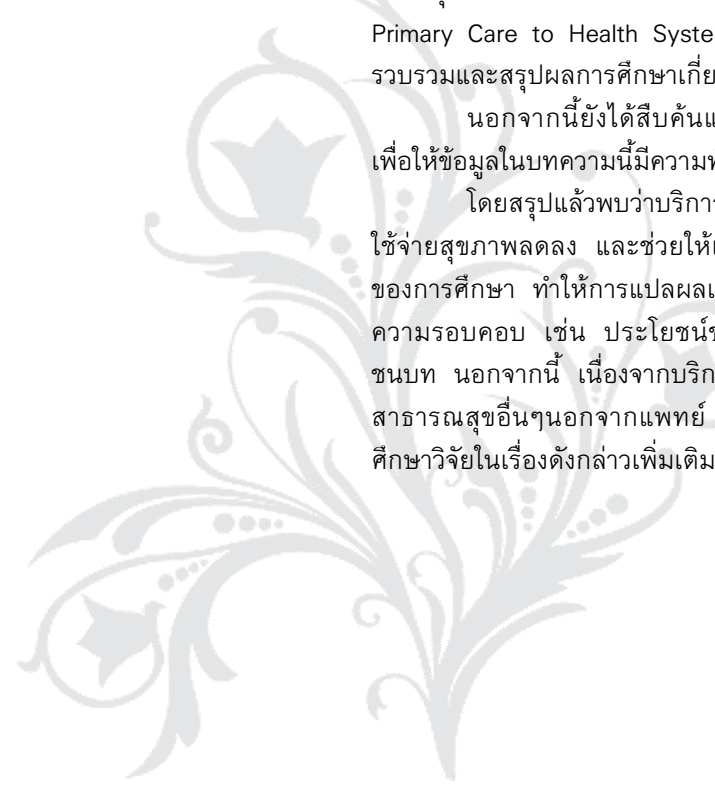 Primary Care to Health Syste
รวบรวมและสรุปผลการศึกษาเกี่ย
นอกจากนี้ยังได้สืบค้นแ
เพื่อให้ข้อมูลในบทความนี้มีความทั
โดยสรุปแล้วพบว่าบริการ
ใช้จ่ายสุขภาพลดลง และช่วยให้เ
ของการศึกษา ทำให้การแปลผลเ
ความรอบคอบ เช่น ประโยชน์ข
ชนบท นอกจากนี้ เนื่องจากบริก
สาธารณสุขอื่นๆนอกจากแพทย์
ศึกษาวิจัยในเรื่องดังกล่าวเพิ่มเติม